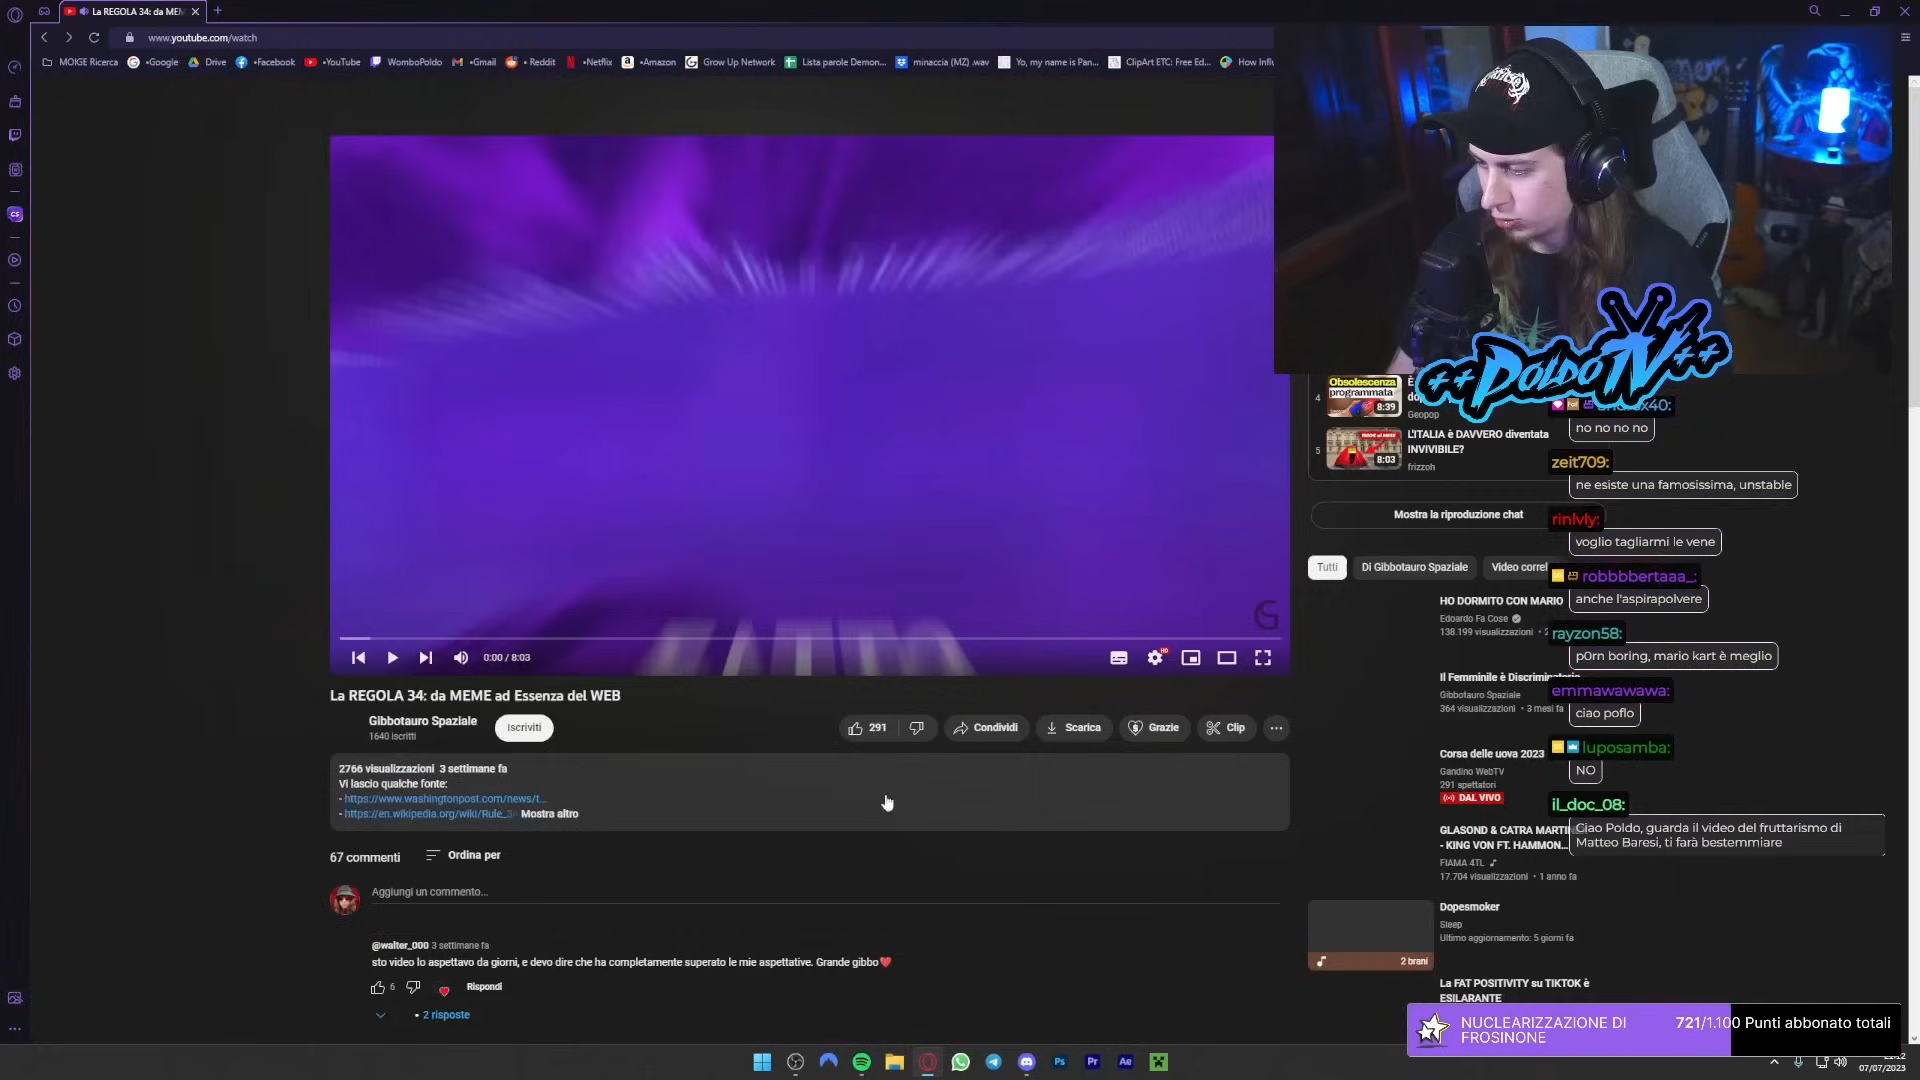 La REGOLA 34: da MEM
www.youtube.com/watch
MOIGE Ricerca
•Google
Drive
•Facebook
•YouTube
WomboPoldo
•Gmail
• Reddit
•Netflix
•Amazon
Grow Up Network
Lista parole Demon...
minaccia (MZ) .wav
Yo, my name is Pan...
ClipArt ETC: Free Ed...
How Influ
0:00 / 8:03
HD
La REGOLA 34: da MEME ad Essenza del WEB
Gibbotauro Spaziale
1640 iscritti
Iscriviti
291
Condividi
Scarica
Grazie
Clip
2766 visualizzazioni 3 settimane fa
Vi lascio qualche fonte:
- https://www.washingtonpost.com/news/t...
- https://en.wikipedia.org/wiki/Rule_3 Mostra altro
67 commenti
Ordina per
Aggiungi un commento...
@walter_000 3 settimane fa
sto video lo aspettavo da giorni, e devo dire che ha completamente superato le mie aspettative. Grande gibbo❤️
6
Rispondi
• 2 risposte
++POLDO TV++
4
Obsolescenza
programmata
8:39
Geopop
5
8:03
L'ITALIA è DAVVERO diventata
INVIVIBILE?
frizzoh
Mostra la riproduzione chat
Tutti
Di Gibbotauro Spaziale
Video correl
HO DORMITO CON MARIO
Edoardo Fa Cose
138.199 visualizzazioni • 2
Il Femminile è Discriminatorio
Gibbotauro Spaziale
364 visualizzazioni • 3 mesi fa
Corsa delle uova 2023
Gandino WebTV
291 spettatori
DAL VIVO
GLASOND & CATRA MARTIN
- KING VON FT. HAMMON...
FIAMA 4TL
17.704 visualizzazioni • 1 anno fa
Dopesmoker
Sleep
Ultimo aggiornamento: 5 giorni fa
2 brani
La FAT POSITIVITY su TIKTOK è
ESILARANTE
no no no no
zeit709:
ne esiste una famosissima, unstable
rinlvly:
voglio tagliarmi le vene
robbbbertaaa_:
anche l'aspirapolvere
rayzon58:
p0rn boring, mario kart è meglio
emmawawawa:
ciao poflo
luposamba:
NO
il_doc_08:
Ciao Poldo, guarda il video del fruttarismo di
Matteo Baresi, ti farà bestemmiare
NUCLEARIZZAZIONE DI
FROSINONE
721/1.100 Punti abbonato totali
07/07/2023